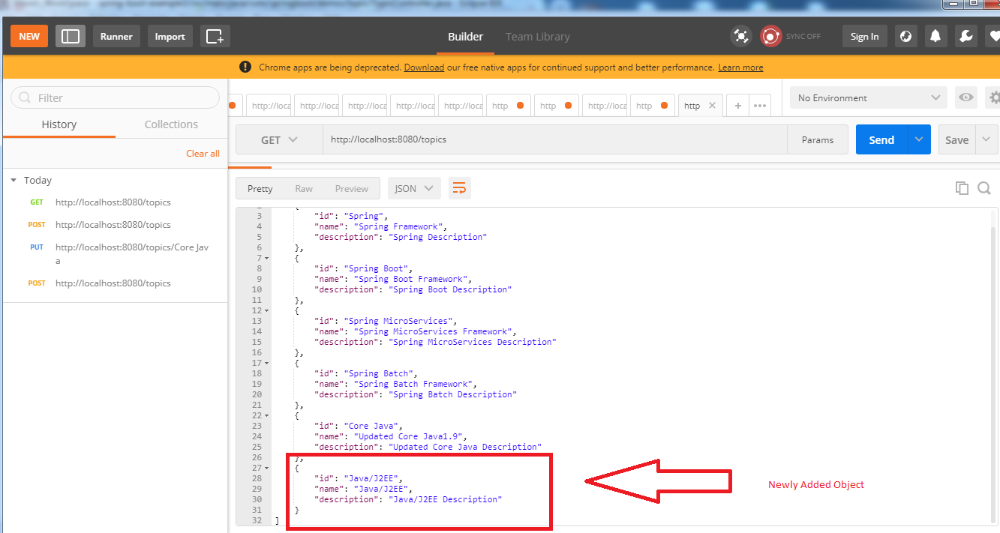 NEW Runner Import Builder Team Library SYNC OFF Sign In
! Chrome apps are being deprecated. Download our free native apps for continued support and better performance. Learn more
Filter
History Collections
Clear all
Today
GET http://localhost:8080/topics
POST http://localhost:8080/topics
PUT http://localhost:8080/topics/Core Jav
a
POST http://localhost:8080/topics
http://loca http://loca http://loca http://loca http://loca http http http://loca http http × + •••
No Environment
GET http://localhost:8080/topics Params Send Save
Pretty Raw Preview JSON
3 "id": "Spring",
4 "name": "Spring Framework",
5 "description": "Spring Description"
6 },
7 {
8 "id": "Spring Boot",
9 "name": "Spring Boot Framework",
10 "description": "Spring Boot Description"
11 },
12 {
13 "id": "Spring MicroServices",
14 "name": "Spring MicroServices Framework",
15 "description": "Spring MicroServices Description"
16 },
17 {
18 "id": "Spring Batch",
19 "name": "Spring Batch Framework",
20 "description": "Spring Batch Description"
21 },
22 {
23 "id": "Core Java",
24 "name": "Updated Core Java1.9",
25 "description": "Updated Core Java Description"
26 },
27 {
28 "id": "Java/J2EE",
29 "name": "Java/J2EE",
30 "description": "Java/J2EE Description"
31 }
32 ]
Newly Added Object